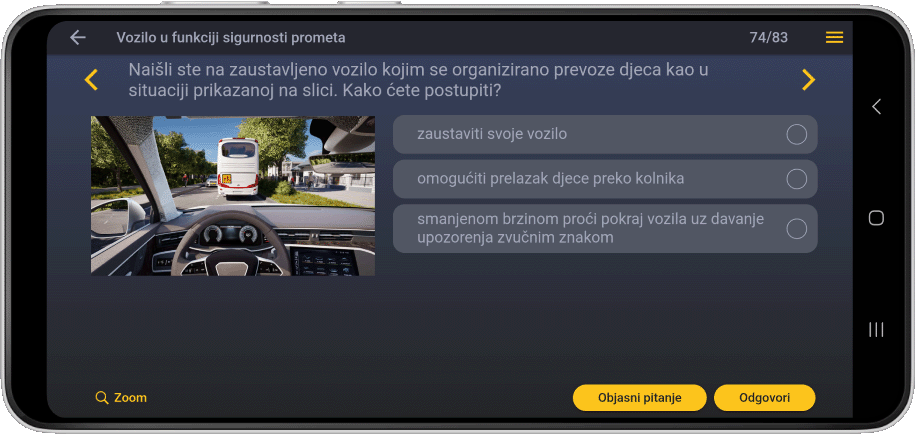 Vozilo u funkciji sigurnosti prometa
74/83
Naišli ste na zaustavljeno vozilo kojim se organizirano prevoze djeca kao u
situaciji prikazanoj na slici. Kako ćete postupiti?
zaustaviti svoje vozilo
omogućiti prelazak djece preko kolnika
smanjenom brzinom proći pokraj vozila uz davanje
upozorenja zvučnim znakom
Zoom
Objasni pitanje
Odgovori